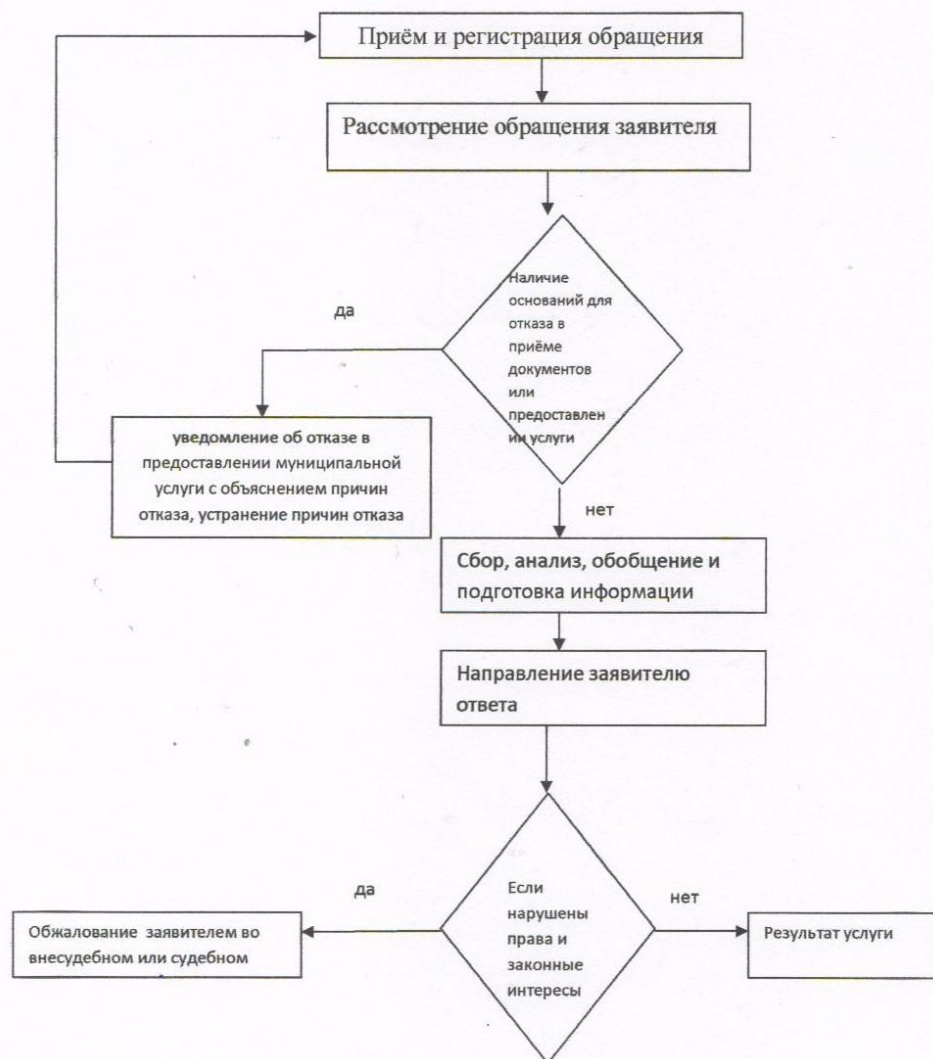 Приём и регистрация обращения
Рассмотрение обращения заявителя
Наличие
оснований для
отказа в
приёме
документов
или
предоставлен
ии услуги
да
уведомление об отказе в
предоставлении муниципальной
услуги с объяснением причин
отказа, устранение причин отказа
нет
Сбор, анализ, обобщение и
подготовка информации
Направление заявителю
ответа
Если
нарушены
права и
законные
интересы
да
нет
Обжалование заявителем во
внесудебном или судебном
Результат услуги